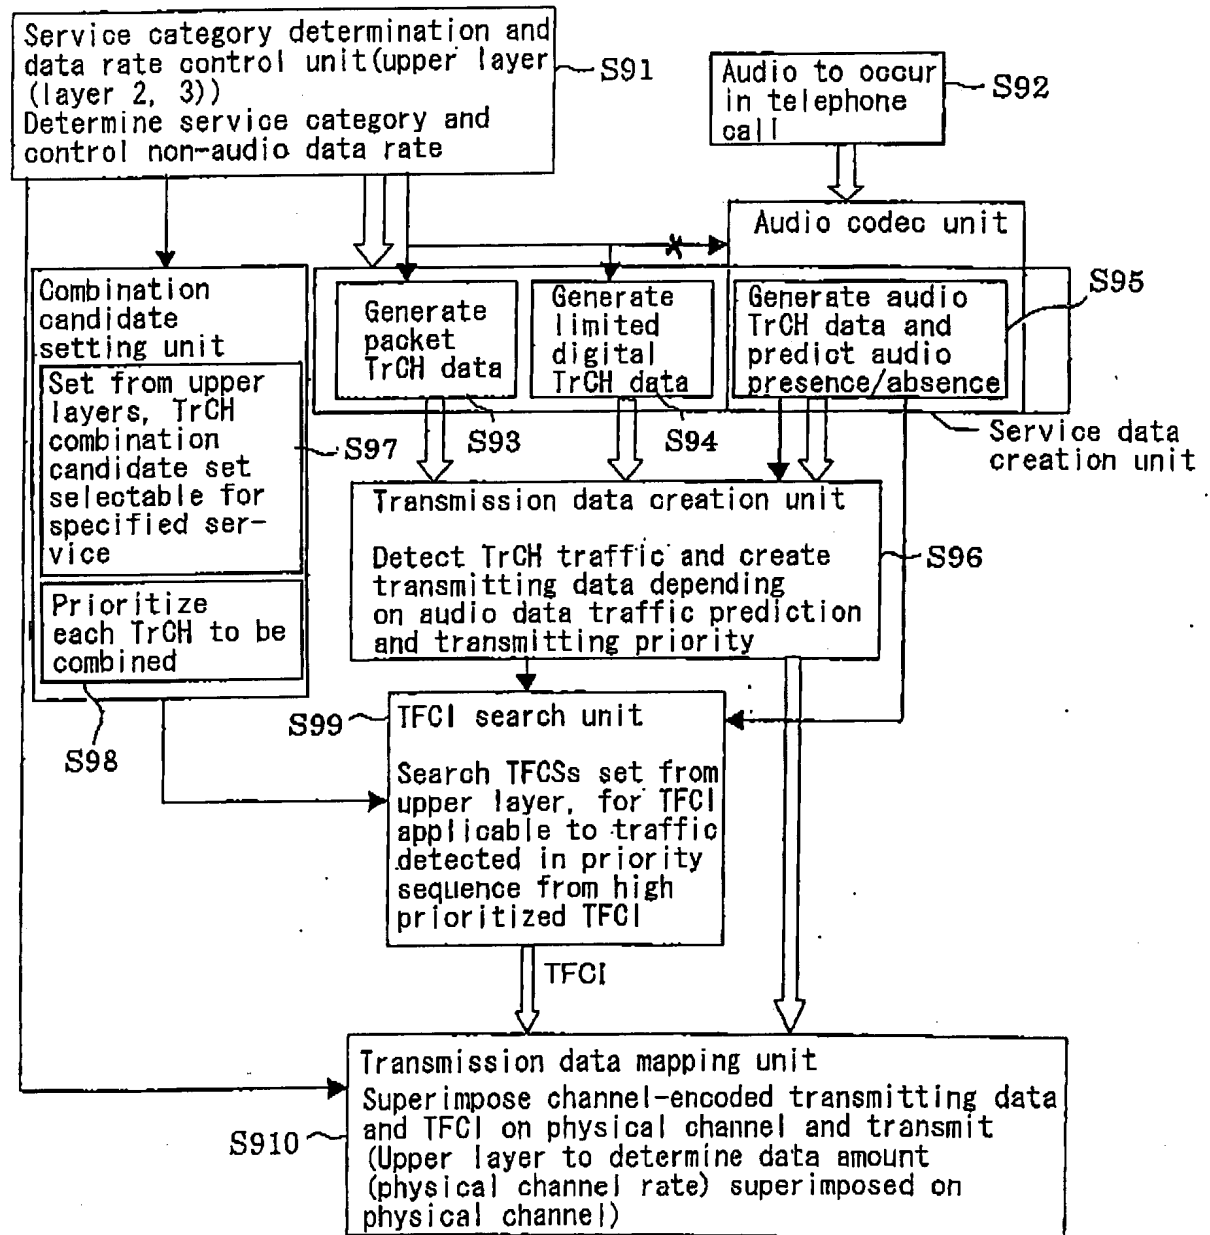 Service category determination and
data rate control unit(upper layer
(layer 2, 3))
Determine service category and
control non-audio data rate
S91
Audio to occur
in telephone
call
S92
Audio codec unit
Combination
candidate
setting unit
Set from upper
layers, TrCH
combination
candidate set
selectable for
specified ser-
vice
S97
Prioritize
each TrCH to be
combined
S98
Generate
packet
TrCH data
S93
Generate
limited
digital
TrCH data
S94
Generate audio
TrCH data and
predict audio
presence/absence
S95
Service data
creation unit
Transmission data creation unit
Detect TrCH traffic and create
transmitting data depending
on audio data traffic prediction
and transmitting priority
S96
S99
TFCI search unit
Search TFCSs set from
upper layer, for TFCI
applicable to traffic
detected in priority
sequence from high
prioritized TFCI
TFCI
Transmission data mapping unit
Superimpose channel-encoded transmitting data
and TFCI on physical channel and transmit
(Upper layer to determine data amount
(physical channel rate) superimposed on
physical channel)
S910